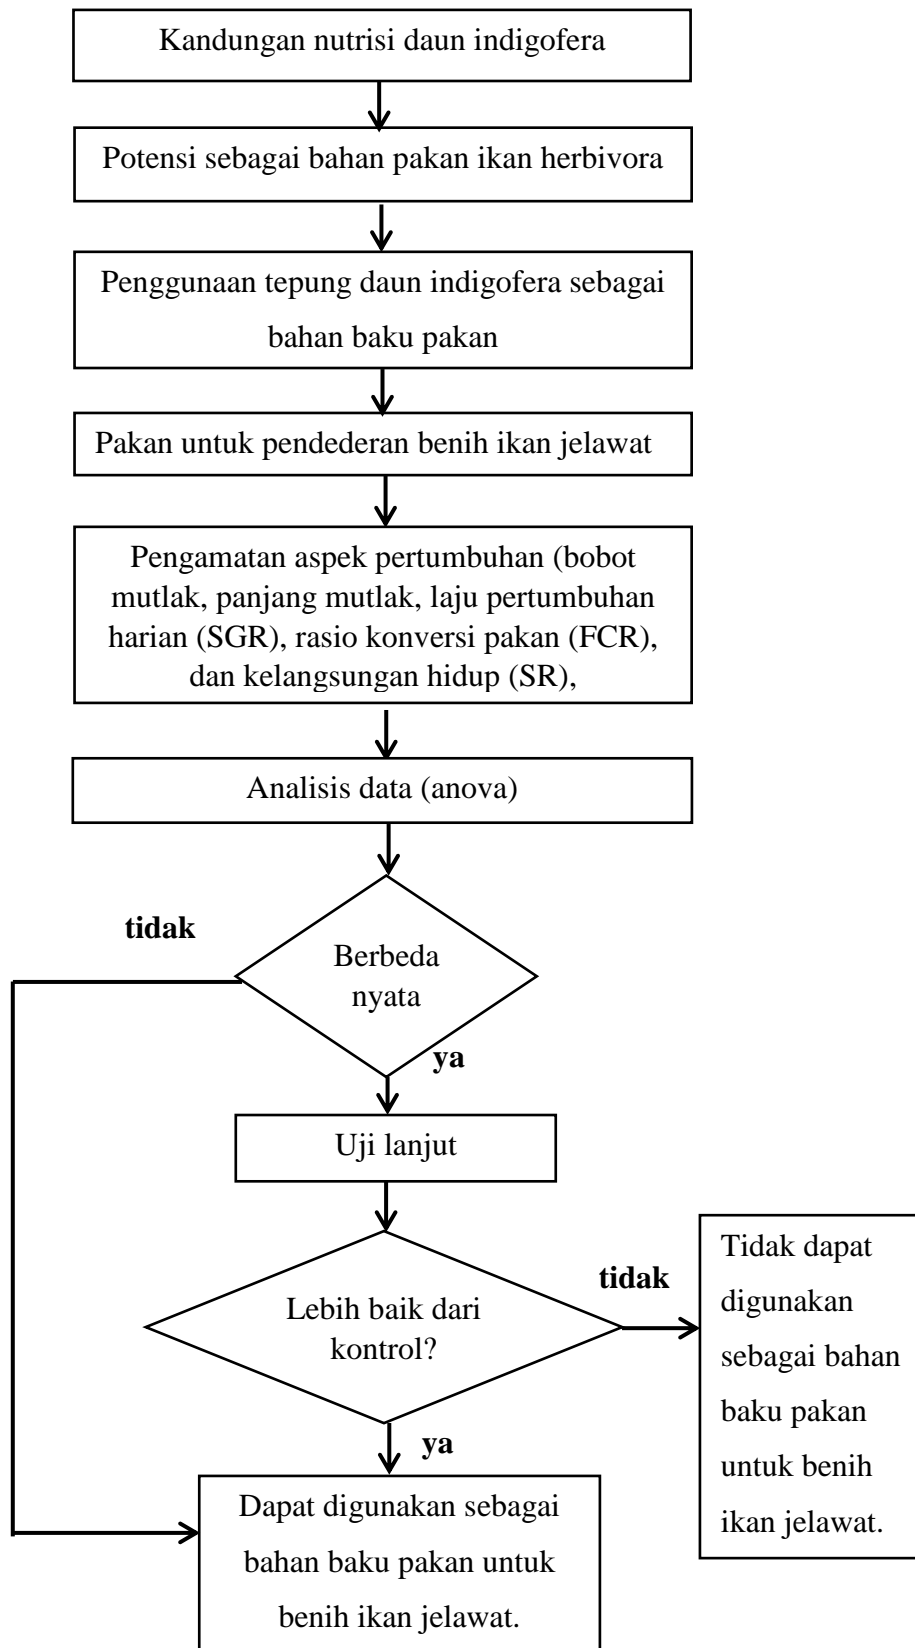 Kandungan nutrisi daun indigofera
Potensi sebagai bahan pakan ikan herbivora
Penggunaan tepung daun indigofera sebagai
bahan baku pakan
Pakan untuk pendederan benih ikan jelawat
Pengamatan aspek pertumbuhan (bobot
mutlak, panjang mutlak, laju pertumbuhan
harian (SGR), rasio konversi pakan (FCR),
dan kelangsungan hidup (SR),
Analisis data (anova)
tidak
Berbeda
nyata
ya
Uji lanjut
Lebih baik dari
kontrol?
tidak
Tidak dapat
digunakan
sebagai bahan
baku pakan
untuk benih
ikan jelawat.
ya
Dapat digunakan sebagai
bahan baku pakan untuk
benih ikan jelawat.